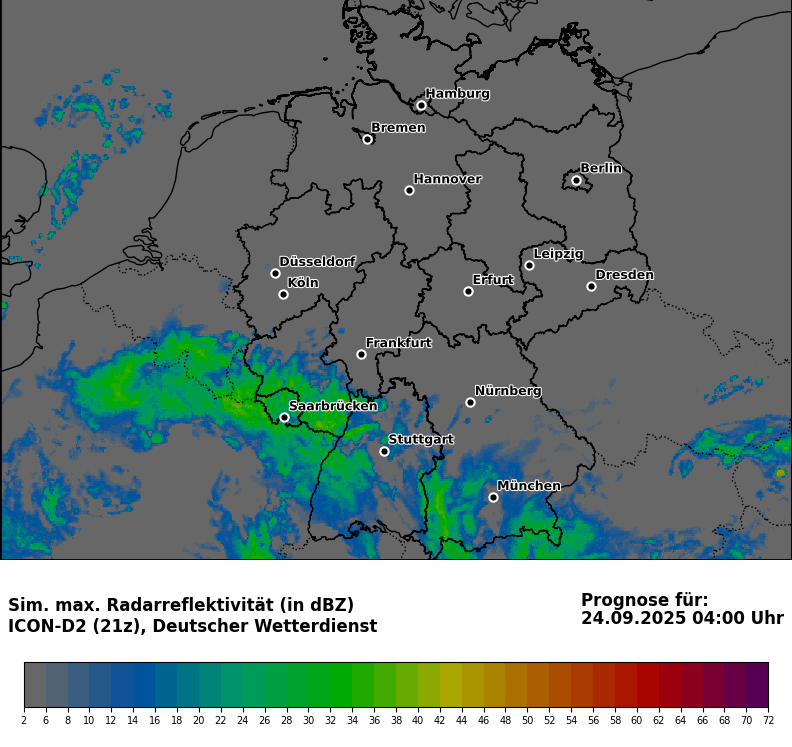 Hamburg
Bremen
Berlin
Hannover
Leipzig
Düsseldorf
Dresden
Köln
Erfurt
Frankfurt
Nürnberg
Saarbrücken
Stuttgart
München
Sim. max. Radarreflektivität (in dBZ)
ICON-D2 (21z), Deutscher Wetterdienst
Prognose für:
24.09.2025 04:00 Uhr
2 6 8 10 12 14 16 18 20 22 24 26 28 30 32 34 36 38 40 42 44 46 48 50 52 54 56 58 60 62 64 66 68 70 72